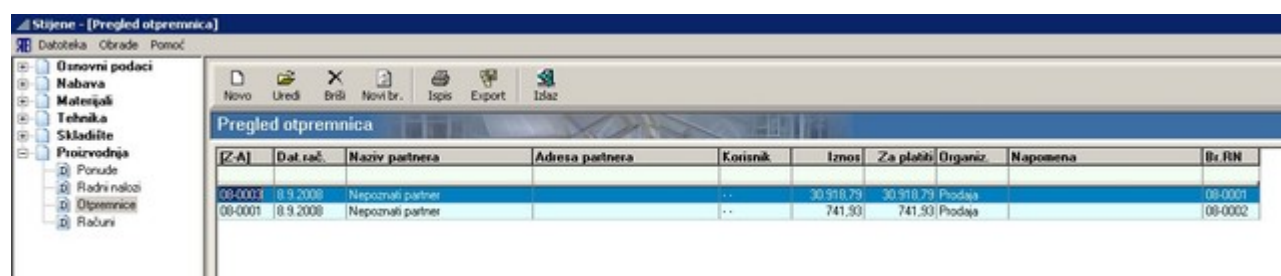 Stijene - [Pregled otpremnica]
Datoteka Obrade Pomoć
Osnovni podaci
Nabava
Materijali
Tehnika
Skladište
Proizvodnja
Ponude
Radni nalozi
Otpremnice
Računi
Novo Uredi Briši Novi br. Ispis Export Izlaz
Pregled otpremnica
[Z-A] Dat.rač. Naziv partnera Adresa partnera Korisnik Iznos Za platiti Organiz. Napomena Br.RN
08-0003 8.9.2008 Nepoznati partner - - 30.918,79 30.918,79 Prodaja 08-0001
08-0001 8.9.2008 Nepoznati partner - - 741,93 741,93 Prodaja 08-0002